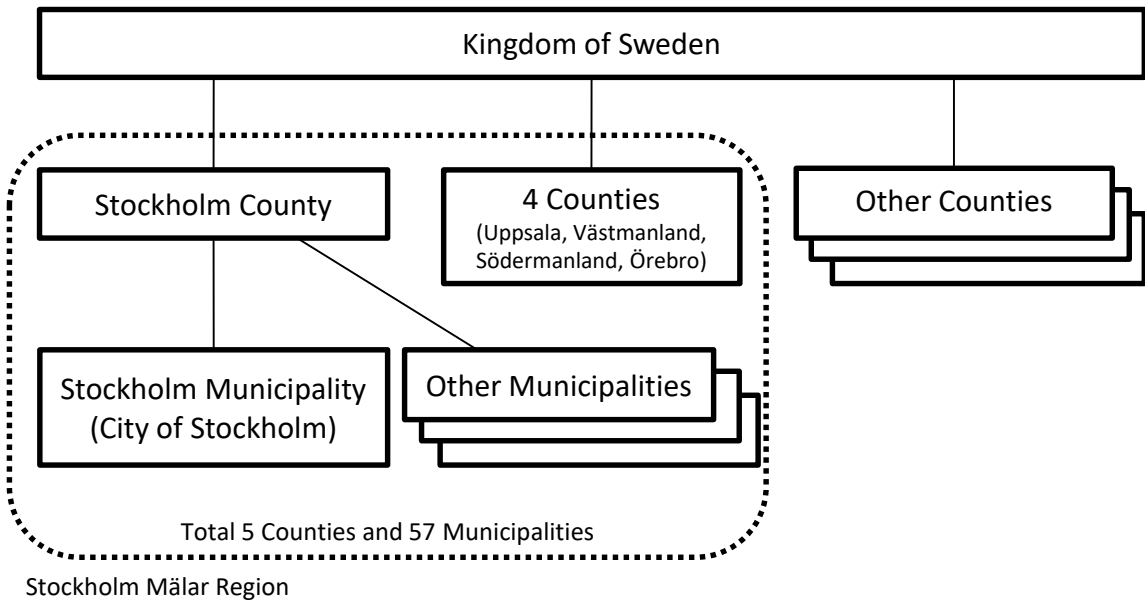 Kingdom of Sweden
Stockholm County
4 Counties
(Uppsala, Västmanland,
Södermanland, Örebro)
Other Counties
Stockholm Municipality
(City of Stockholm)
Other Municipalities
Total 5 Counties and 57 Municipalities
Stockholm Mälar Region